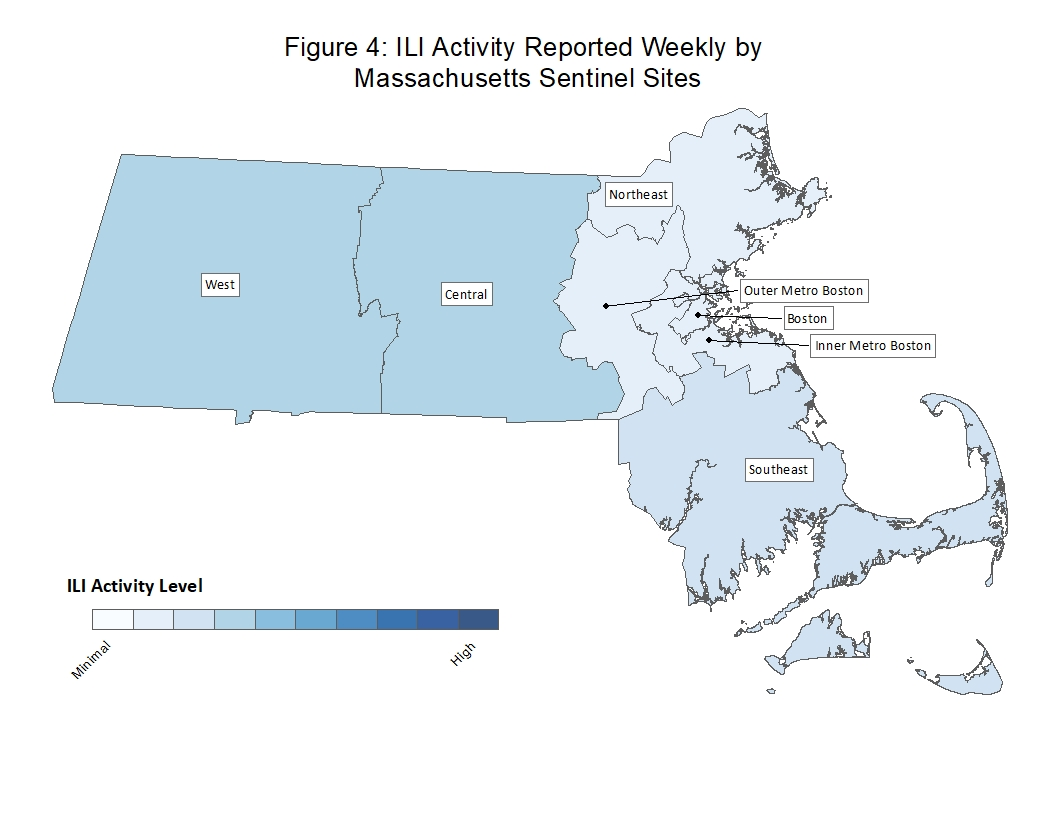 Figure 4: ILI Activity Reported Weekly by
Massachusetts Sentinel Sites
Northeast
West
Central
Outer Metro Boston
Boston
Inner Metro Boston
Southeast
ILI Activity Level
Minimal
High